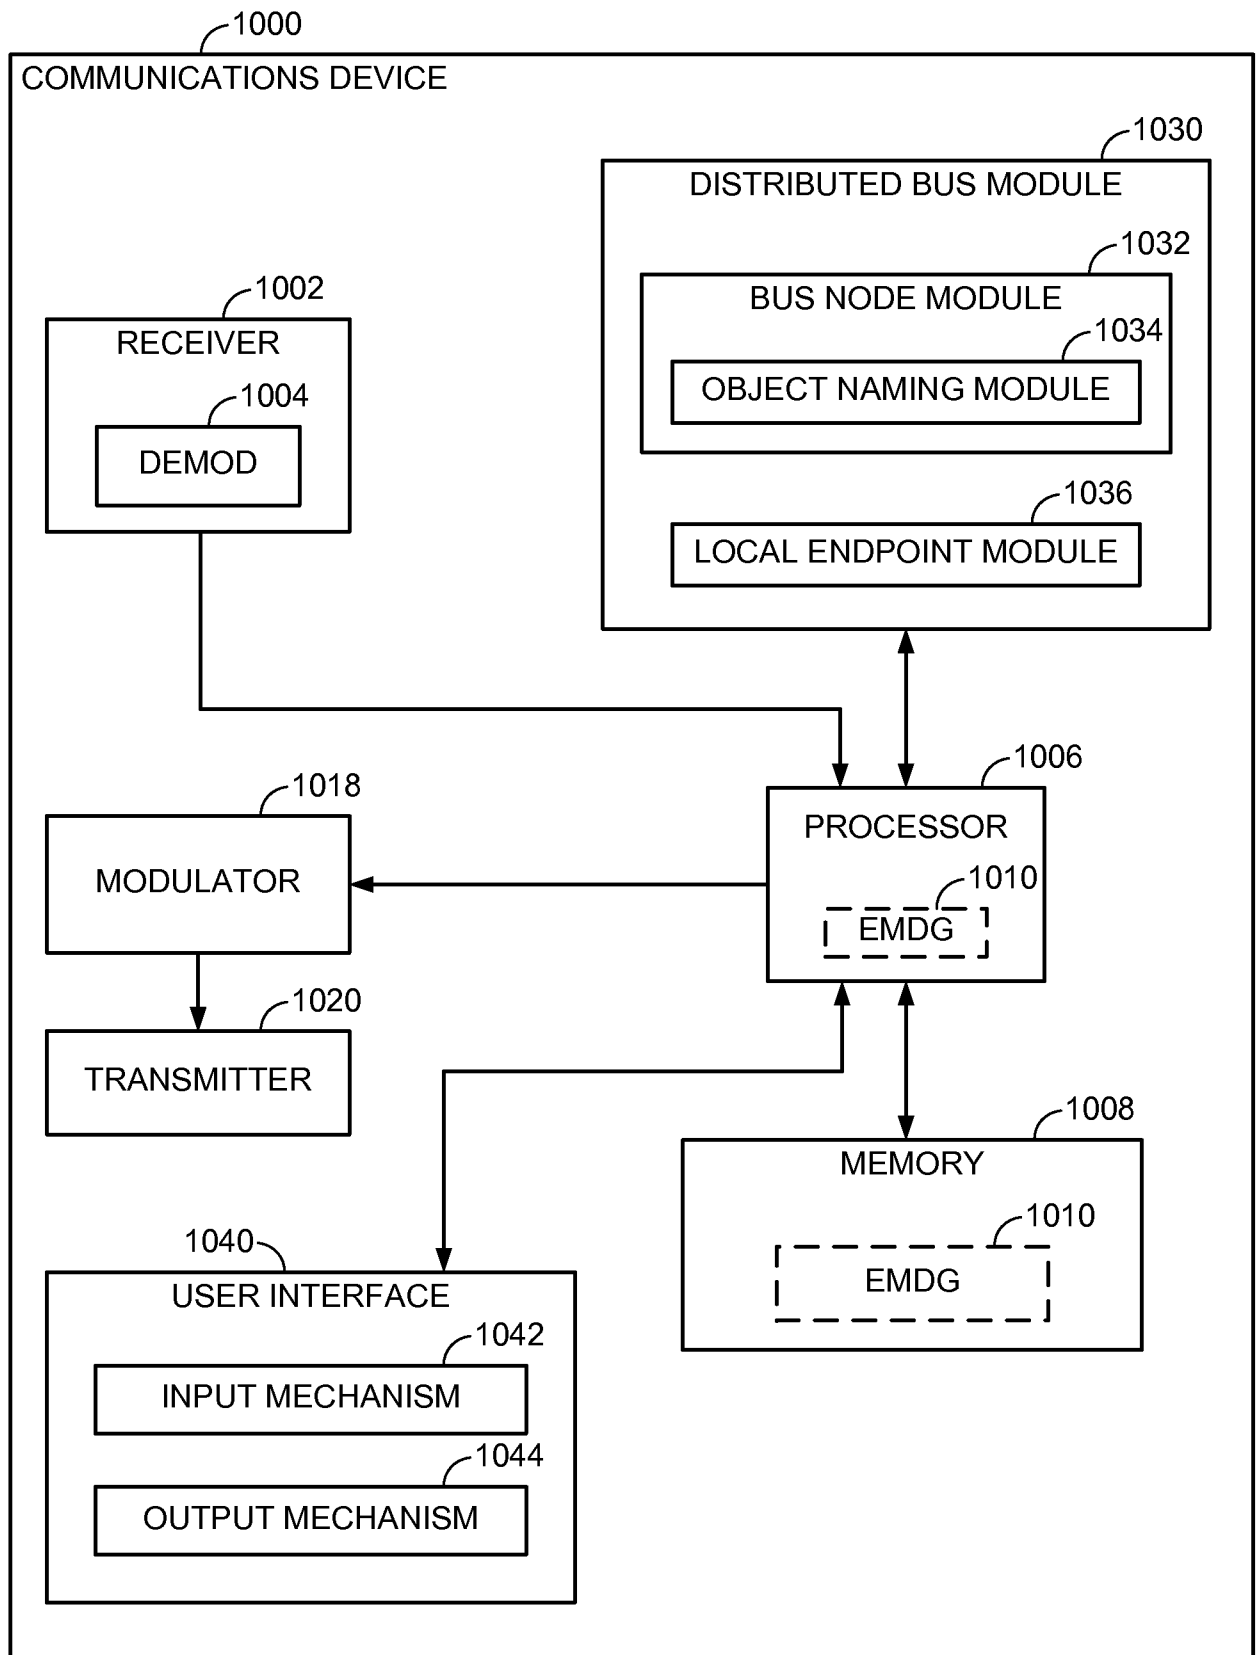 1000
COMMUNICATIONS DEVICE
1030
DISTRIBUTED BUS MODULE
1032
BUS NODE MODULE
1034
OBJECT NAMING MODULE
1036
LOCAL ENDPOINT MODULE
1002
RECEIVER
1004
DEMOD
1006
PROCESSOR
1010
EMDG
1018
MODULATOR
1020
TRANSMITTER
1008
MEMORY
1010
EMDG
1040
USER INTERFACE
1042
INPUT MECHANISM
1044
OUTPUT MECHANISM